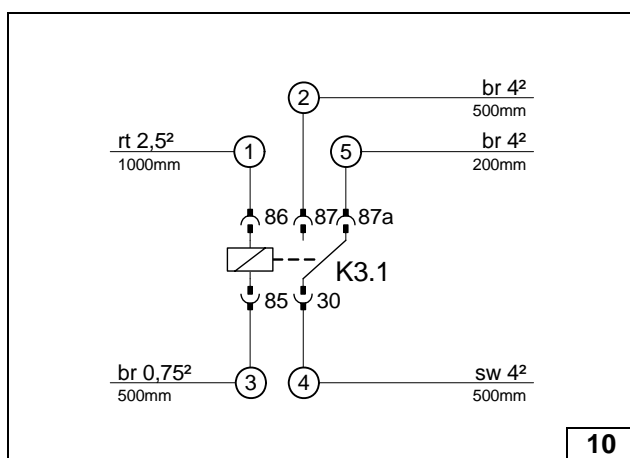 2
br 4²
500mm
rt 2,5²
1000mm
1
5
br 4²
200mm
86 87 87a
K3.1
85 30
br 0,75²
500mm
3
4
sw 4²
500mm
10